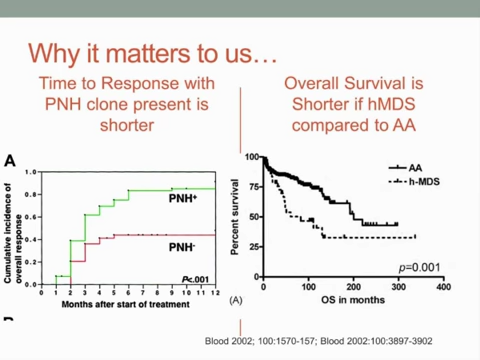 Why it matters to us…
Time to Response with
PNH clone present is
shorter
Overall Survival is
Shorter if hMDS
compared to AA
A
Cumulative incidence of
overall response
1.0
0.8
0.6
0.4
0.2
0
PNH+
PNH-
P<.001
0 1 2 3 4 5 6 7 8 9 10 11 12
Months after start of treatment
Percent survival
100
75
50
25
0
AA
h-MDS
p=0.001
0 100 200 300 400
(A)
OS in months
Blood 2002; 100:1570-157; Blood 2002:100:3897-3902